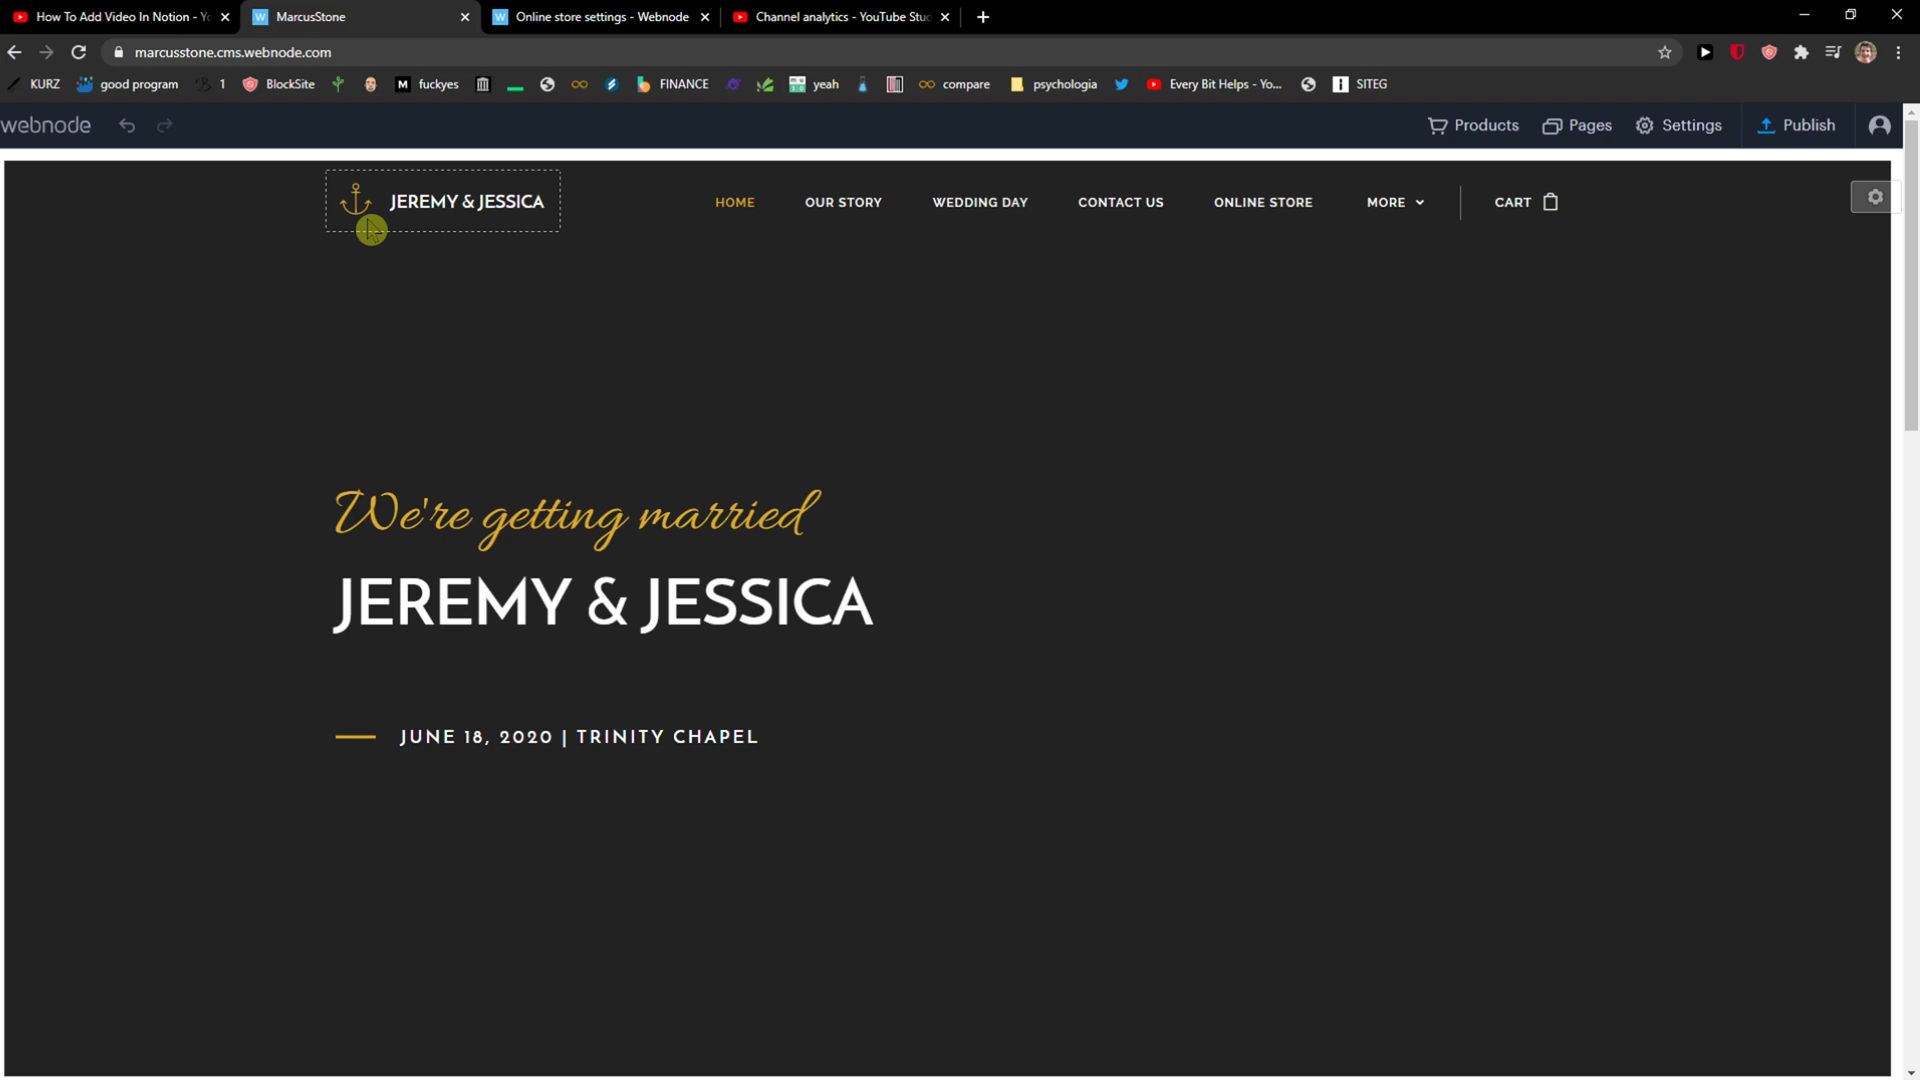 How To Add Video In Notion - Yo
MarcusStone
Online store settings - Webnode
Channel analytics - YouTube Stud
marcusstone.cms.webnode.com
KURZ
good program
1
BlockSite
M
fuckyes
FINANCE
yeah
compare
psychologia
Every Bit Helps - Yo...
SITEG
webnode
Products
Pages
Settings
Publish
JEREMY & JESSICA
HOME
OUR STORY
WEDDING DAY
CONTACT US
ONLINE STORE
MORE
CART
We're getting married
JEREMY & JESSICA
JUNE 18, 2020 | TRINITY CHAPEL